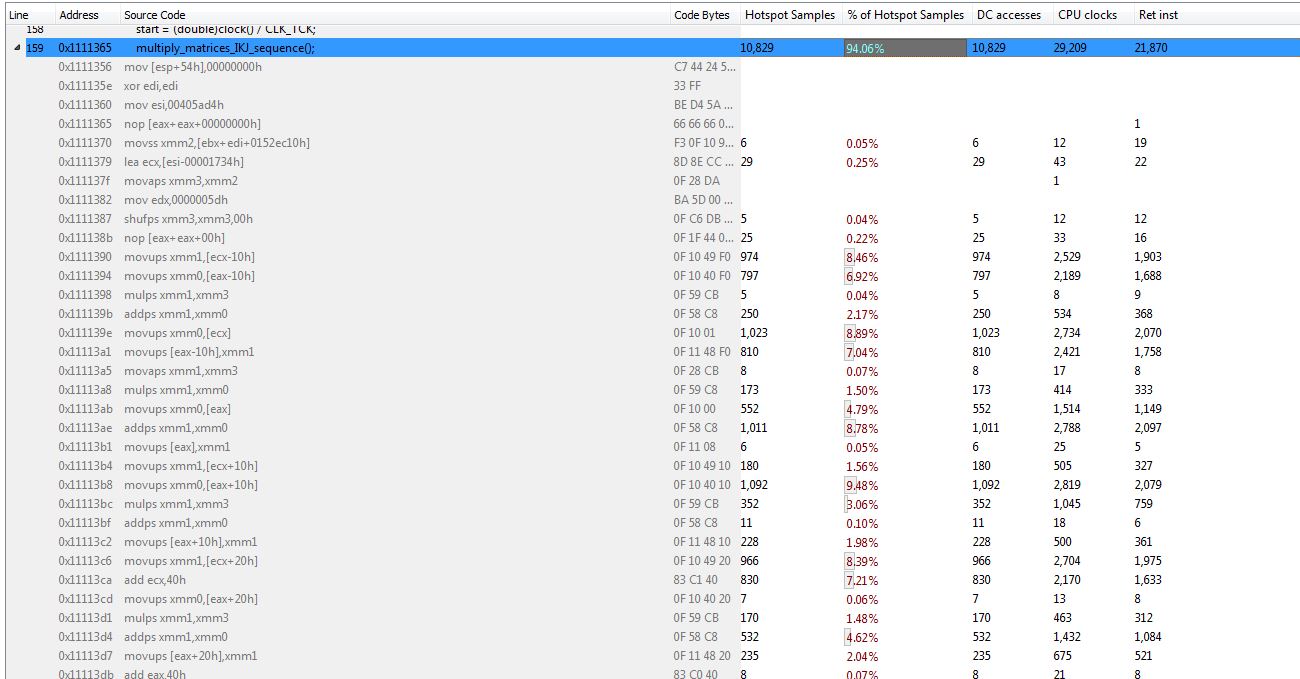 Line Address Source Code Code Bytes Hotspot Samples % of Hotspot Samples DC accesses CPU clocks Ret inst
158 start = (double)clock() / CLK_TCK;
159 0x1111365 multiply_matrices_IKJ_sequence(); 10,829 94.06% 10,829 29,209 21,870
0x1111356 mov [esp+54h],00000000h C7 44 24 5...
0x111135e xor edi,edi 33 FF
0x1111360 mov esi,00405ad4h BE D4 5A ...
0x1111365 nop [eax+eax+00000000h] 66 66 66 0... 1
0x1111370 movss xmm2,[ebx+edi+0152ec10h] F3 0F 10 9... 6 0.05% 6 12 19
0x1111379 lea ecx,[esi-00001734h] 8D 8E CC ... 29 0.25% 29 43 22
0x111137f movaps xmm3,xmm2 0F 28 DA 1
0x1111382 mov edx,0000005dh BA 5D 00 ...
0x1111387 shufps xmm3,xmm3,00h 0F C6 DB ... 5 0.04% 5 12 12
0x111138b nop [eax+eax+00h] 0F 1F 44 0... 25 0.22% 25 33 16
0x1111390 movups xmm1,[ecx-10h] 0F 10 49 F0 974 8.46% 974 2,529 1,903
0x1111394 movups xmm0,[eax-10h] 0F 10 40 F0 797 6.92% 797 2,189 1,688
0x1111398 mulps xmm1,xmm3 0F 59 CB 5 0.04% 5 8 9
0x111139b addps xmm1,xmm0 0F 58 C8 250 2.17% 250 534 368
0x111139e movups xmm0,[ecx] 0F 10 01 1,023 8.89% 1,023 2,734 2,070
0x11113a1 movups [eax-10h],xmm1 0F 11 48 F0 810 7.04% 810 2,421 1,758
0x11113a5 movaps xmm1,xmm3 0F 28 CB 8 0.07% 8 17 8
0x11113a8 mulps xmm1,xmm0 0F 59 C8 173 1.50% 173 414 333
0x11113ab movups xmm0,[eax] 0F 10 00 552 4.79% 552 1,514 1,149
0x11113ae addps xmm1,xmm0 0F 58 C8 1,011 8.78% 1,011 2,788 2,097
0x11113b1 movups [eax],xmm1 0F 11 08 6 0.05% 6 25 5
0x11113b4 movups xmm1,[ecx+10h] 0F 10 49 10 180 1.56% 180 505 327
0x11113b8 movups xmm0,[eax+10h] 0F 10 40 10 1,092 9.48% 1,092 2,819 2,079
0x11113bc mulps xmm1,xmm3 0F 59 CB 352 3.06% 352 1,045 759
0x11113bf addps xmm1,xmm0 0F 58 C8 11 0.10% 11 18 6
0x11113c2 movups [eax+10h],xmm1 0F 11 48 10 228 1.98% 228 500 361
0x11113c6 movups xmm1,[ecx+20h] 0F 10 49 20 966 8.39% 966 2,704 1,975
0x11113ca add ecx,40h 83 C1 40 830 7.21% 830 2,170 1,633
0x11113cd movups xmm0,[eax+20h] 0F 10 40 20 7 0.06% 7 13 8
0x11113d1 mulps xmm1,xmm3 0F 59 CB 170 1.48% 170 463 312
0x11113d4 addps xmm1,xmm0 0F 58 C8 532 4.62% 532 1,432 1,084
0x11113d7 movups [eax+20h],xmm1 0F 11 48 20 235 2.04% 235 675 521
0x11113db add eax,40h 83 C0 40 8 0.07% 8 21 8